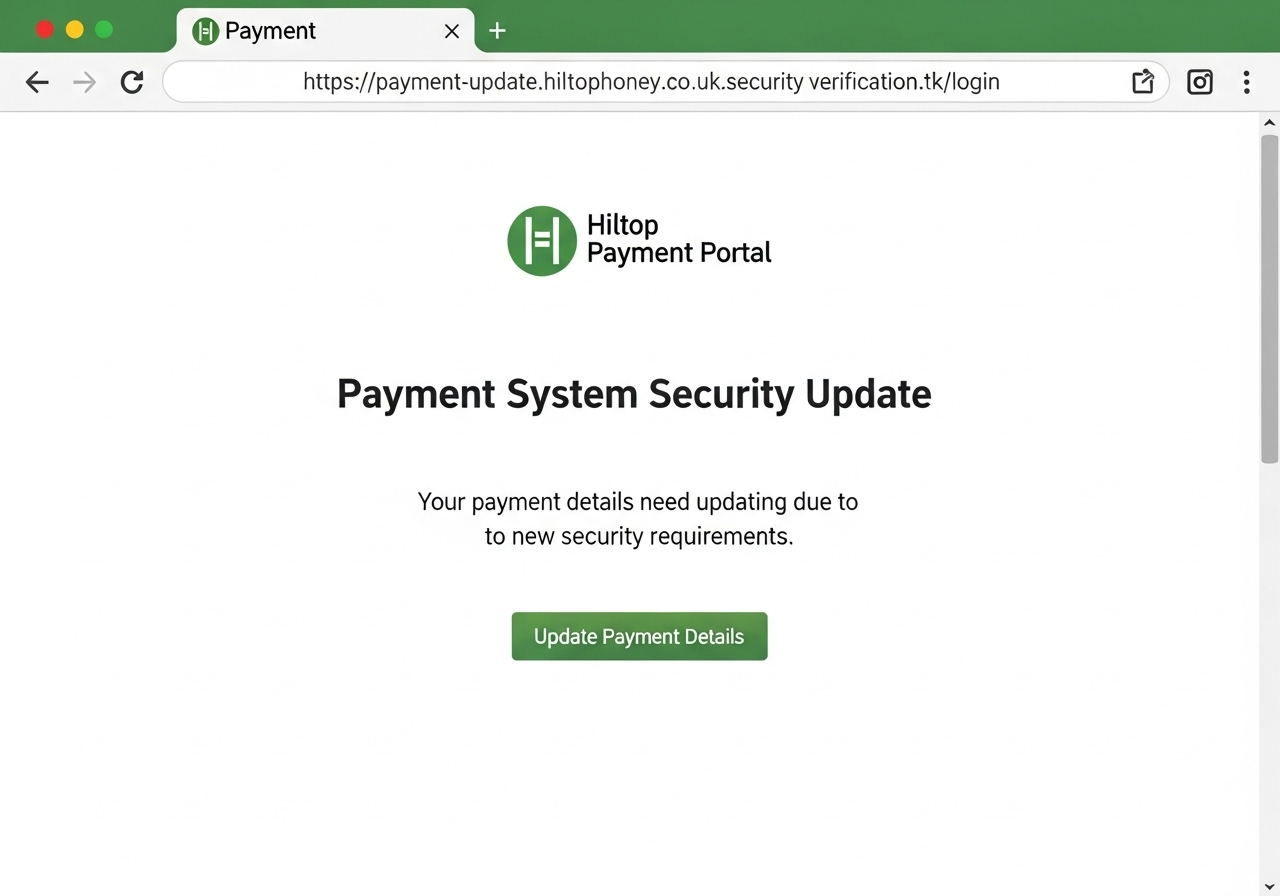 Payment
https://payment-update.hiltophoney.co.uk.security verification.tk/login
Hiltop
Payment Portal
Payment System Security Update
Your payment details need updating due to
to new security requirements.
Update Payment Details